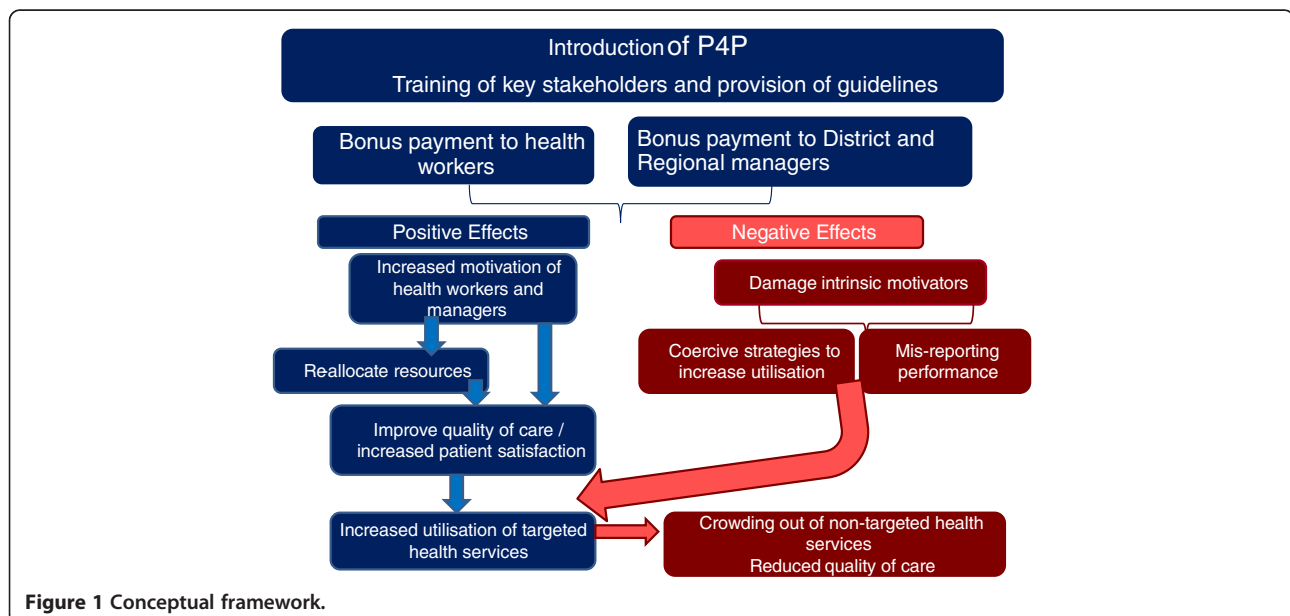 Introduction of P4P
Training of key stakeholders and provision of guidelines
Bonus payment to health
workers
Bonus payment to District and
Regional managers
Positive Effects
Negative Effects
Increased motivation of
health workers and
managers
Damage intrinsic motivators
Re-allocate resources
Coercive strategies to
increase utilisation
Mis-reporting
performance
Improve quality of care /
increased patient satisfaction
Increased utilisation of targeted
health services
Crowding out of non-targeted health
services
Reduced quality of care
Figure 1 Conceptual framework.